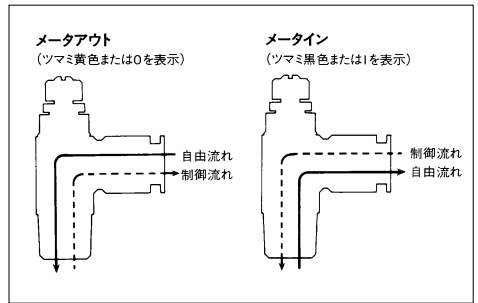 メータアウト
(ツマミ黄色または0を表示)
自由流れ
制御流れ
メータイン
(ツマミ黒色またはIを表示)
制御流れ
自由流れ